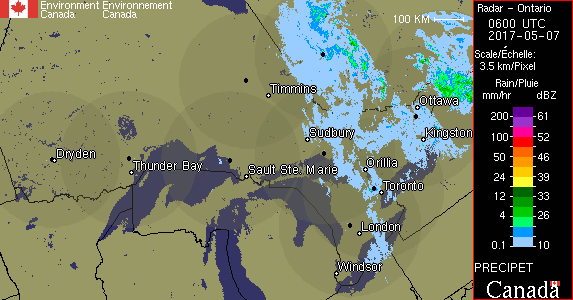 Environment Environnement
Canada Canada
100 KM
Timmins
Ottawa
Sudbury
Kingston
Dryden
Thunder Bay
Sault Ste. Marie
Orillia
Toronto
London
Windsor
Radar - Ontario
0600 UTC
2017-05-07
Scale/Échelle:
3.5 km/Pixel
Rain/Pluie
mm/hr dBZ
200 61
100 52
50 46
24 39
12 33
4 26
0.1 10
PRECIPET
Canada